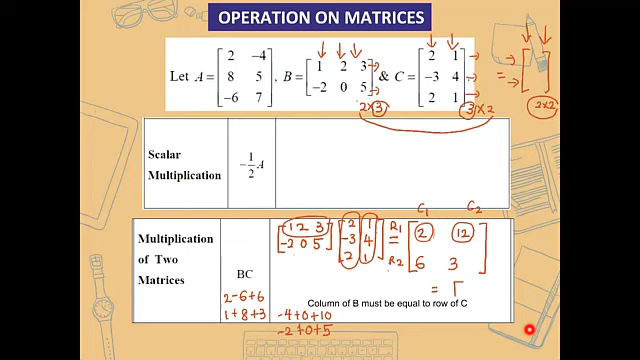 OPERATION ON MATRICES
Let A = [2 -4; 8 5; -6 7], B = [1 2 3; -2 0 5] & C = [2 1; -3 4; 2 1] = [ ]
2×3 3×2 2×2
Scalar Multiplication -1/2 A
C1 C2
Multiplication of Two Matrices BC [1 2 3; -2 0 5] [2 1; -3 4; 2 1] = R1 R2 [2 12; 6 3]
= [
Column of B must be equal to row of C
2-6+6
1+8+3
-4+0+10
-2+0+5